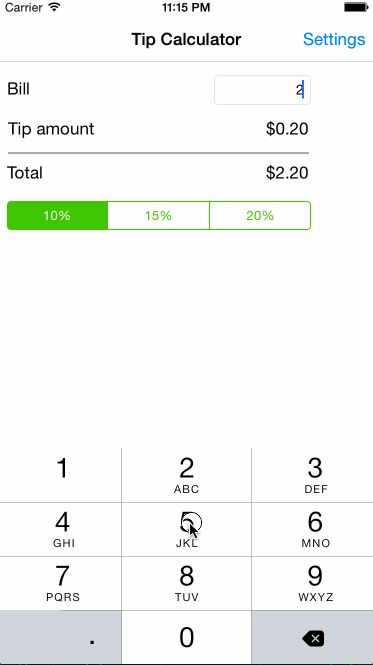 Carrier 11:15 PM
Tip Calculator Settings
Bill 2
Tip amount $0.20
Total $2.20
10% 15% 20%
1 2 3
ABC DEF
4 5 6
GHI JKL MNO
7 8 9
PQRS TUV WXYZ
. 0